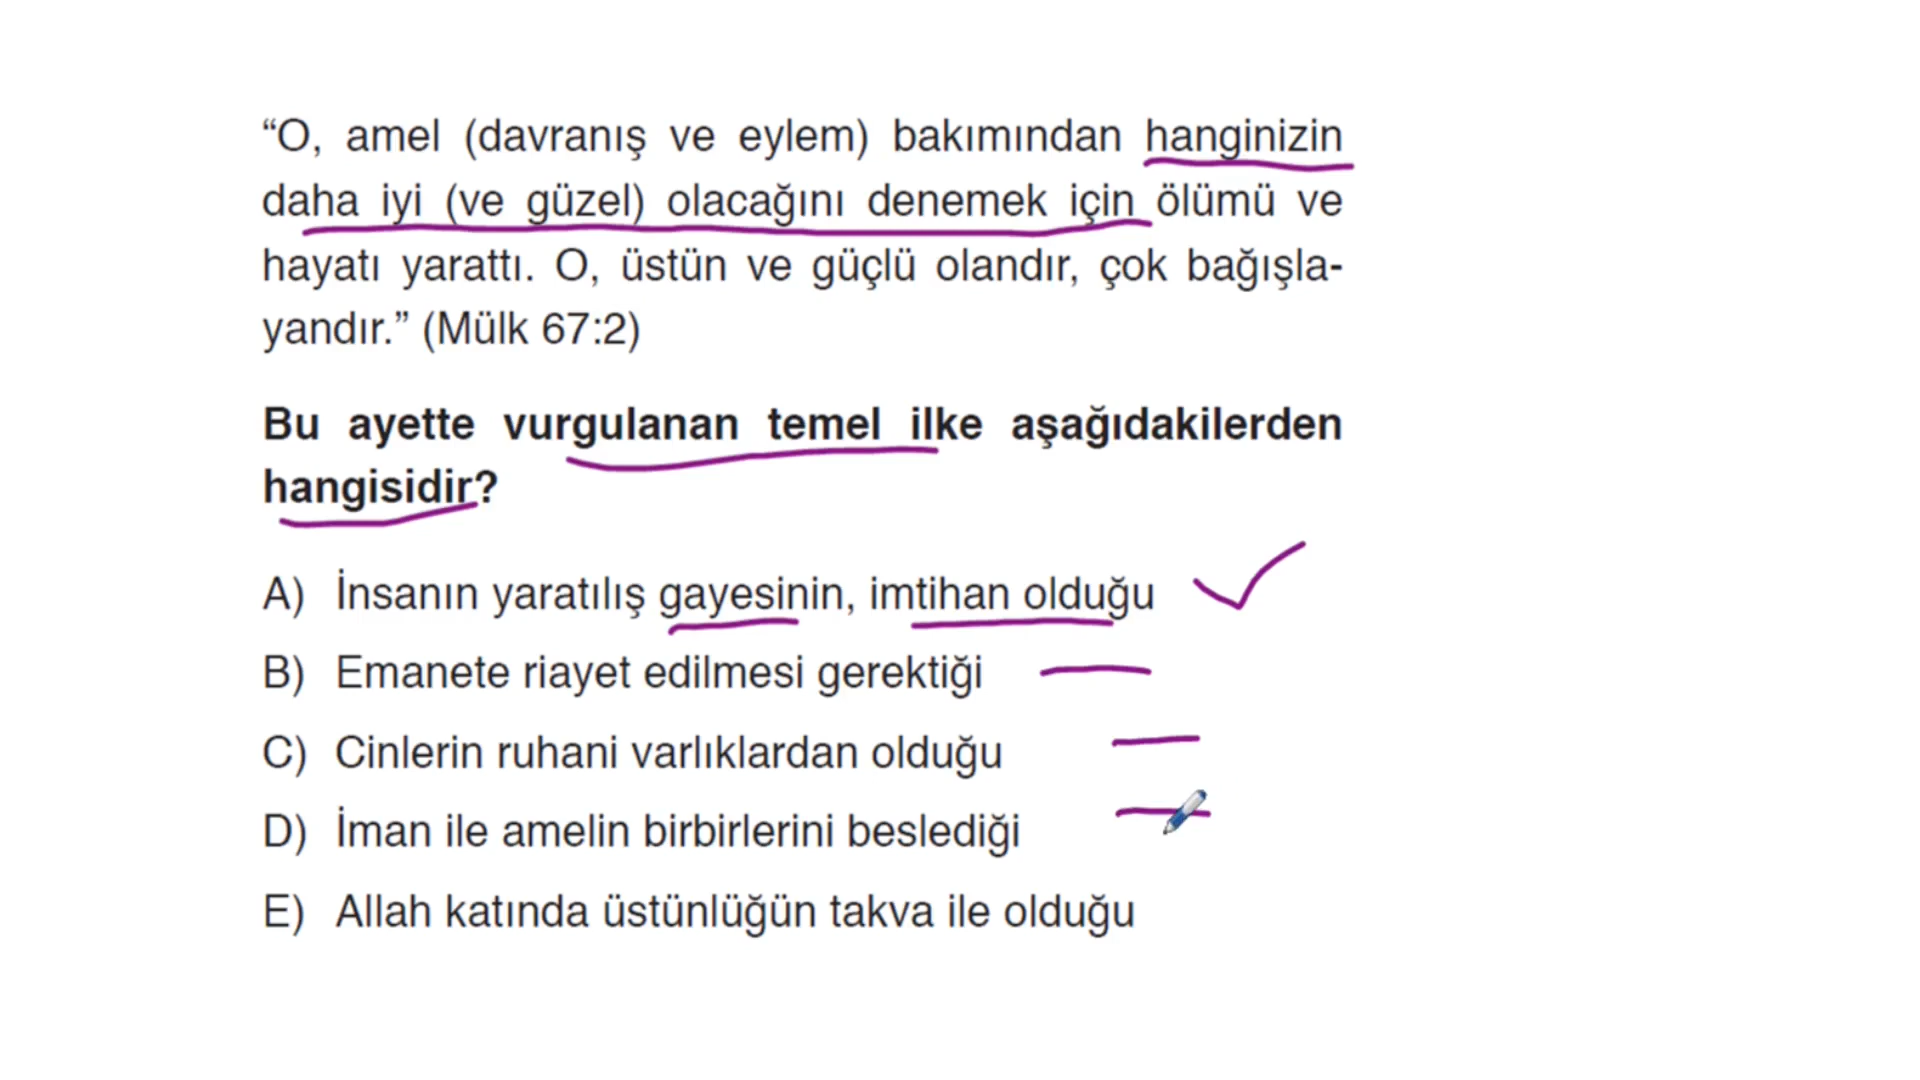 “O, amel (davranış ve eylem) bakımından hanginizin
daha iyi (ve güzel) olacağını denemek için ölümü ve
hayatı yarattı. O, üstün ve güçlü olandır, çok bağışla-
yandır.” (Mülk 67:2)
Bu ayette vurgulanan temel ilke aşağıdakilerden
hangisidir?
A) İnsanın yaratılış gayesinin, imtihan olduğu
B) Emanete riayet edilmesi gerektiği
C) Cinlerin ruhani varlıklardan olduğu
D) İman ile amelin birbirlerini beslediği
E) Allah katında üstünlüğün takva ile olduğu